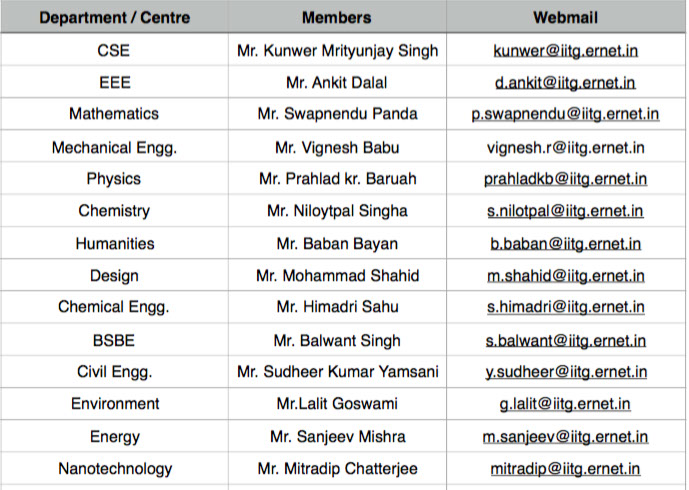 Department / Centre Members Webmail
CSE Mr. Kunwer Mrityunjay Singh kunwer@iitg.ernet.in
EEE Mr. Ankit Dalal d.ankit@iitg.ernet.in
Mathematics Mr. Swapnendu Panda p.swapnendu@iitg.ernet.in
Mechanical Engg. Mr. Vignesh Babu vignesh.r@iitg.ernet.in
Physics Mr. Prahlad kr. Baruah prahladkb@iitg.ernet.in
Chemistry Mr. Niloytpal Singha s.nilotpal@iitg.ernet.in
Humanities Mr. Baban Bayan b.baban@iitg.ernet.in
Design Mr. Mohammad Shahid m.shahid@iitg.ernet.in
Chemical Engg. Mr. Himadri Sahu s.himadri@iitg.ernet.in
BSBE Mr. Balwant Singh s.balwant@iitg.ernet.in
Civil Engg. Mr. Sudheer Kumar Yamsani y.sudheer@iitg.ernet.in
Environment Mr.Lalit Goswami g.lalit@iitg.ernet.in
Energy Mr. Sanjeev Mishra m.sanjeev@iitg.ernet.in
Nanotechnology Mr. Mitradip Chatterjee mitradip@iitg.ernet.in